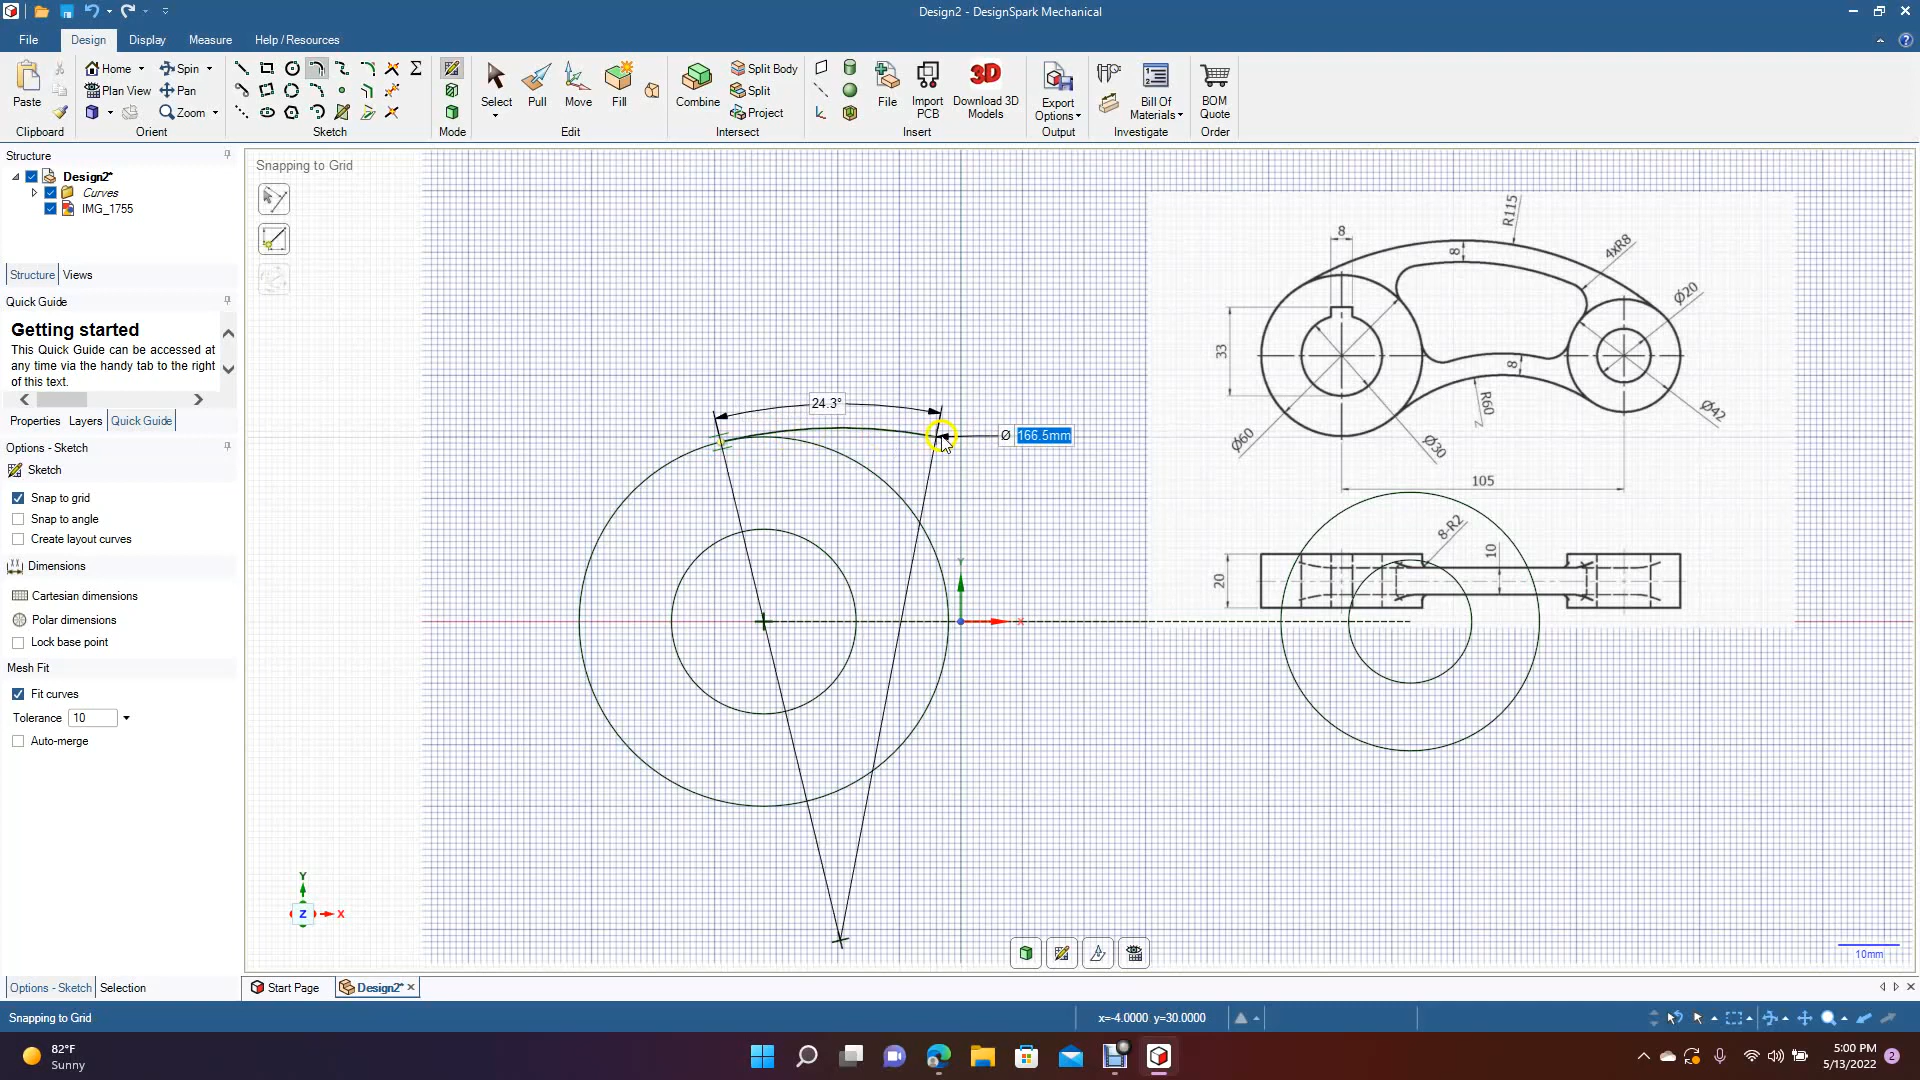 Design2 - DesignSpark Mechanical
File
Design
Display
Measure
Help / Resources
Paste
Home
Spin
Plan View
Pan
Zoom
Clipboard
Orient
Sketch
Mode
Select
Pull
Move
Fill
Edit
Combine
Split Body
Split
Project
Intersect
File
Import PCB
Download 3D Models
Insert
Export Options
Output
Bill Of Materials
Investigate
BOM Quote
Order
Structure
Design2*
Curves
IMG_1755
Structure
Views
Quick Guide
Getting started
This Quick Guide can be accessed at
any time via the handy tab to the right
of this text.
Properties
Layers
Quick Guide
Options - Sketch
Sketch
Snap to grid
Snap to angle
Create layout curves
Dimensions
Cartesian dimensions
Polar dimensions
Lock base point
Mesh Fit
Fit curves
Tolerance 10
Auto-merge
Options - Sketch
Selection
Snapping to Grid
24.3°
Ø 166.5mm
Y
X
Y
Z
X
8
R115
8
4xR8
Ø20
33
8
R60
Z
Ø60
Ø30
Ø42
105
8-R2
10
20
10mm
Start Page
Design2*
Snapping to Grid
x=-4.0000 y=30.0000
82°F
Sunny
5:00 PM
5/13/2022
2